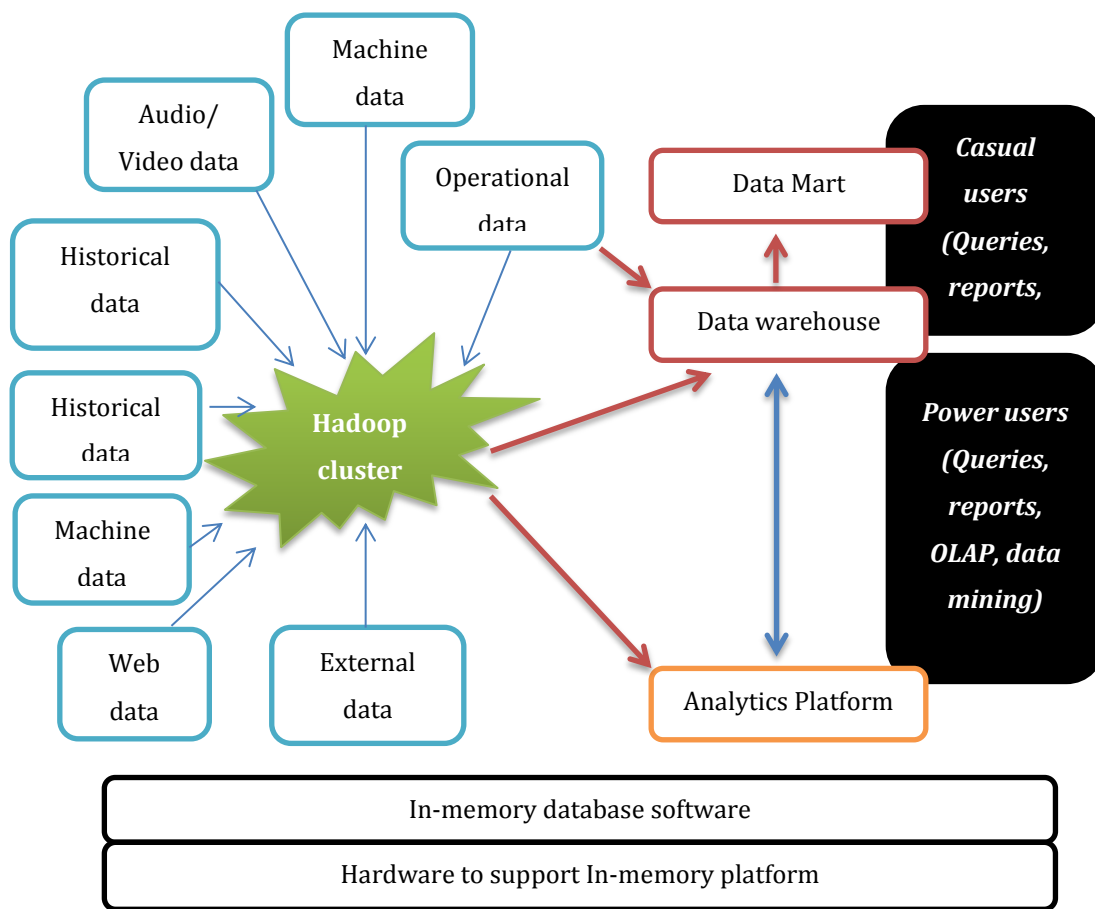 Machine
data
Audio/
Video data
Operational
data
Historical
data
Historical
data
Machine
data
Web
data
External
data
Hadoop
cluster
Data Mart
Data warehouse
Analytics Platform
Casual
users
(Queries,
reports,
Power users
(Queries,
reports,
OLAP, data
mining)
In-memory database software
Hardware to support In-memory platform